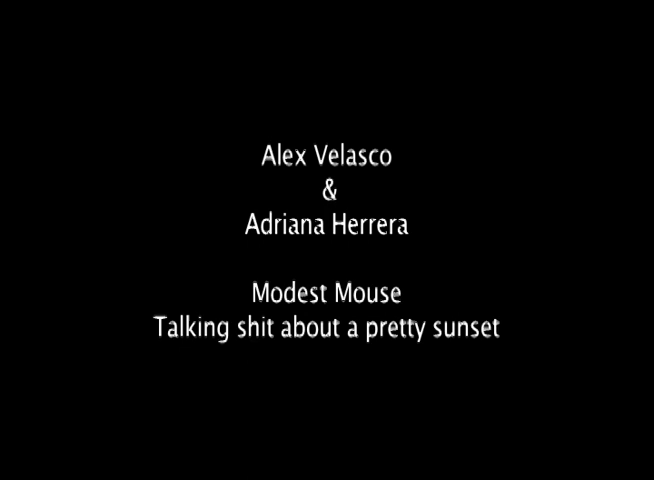 Alex Velasco
&
Adriana Herrera
Modest Mouse
Talking shit about a pretty sunset